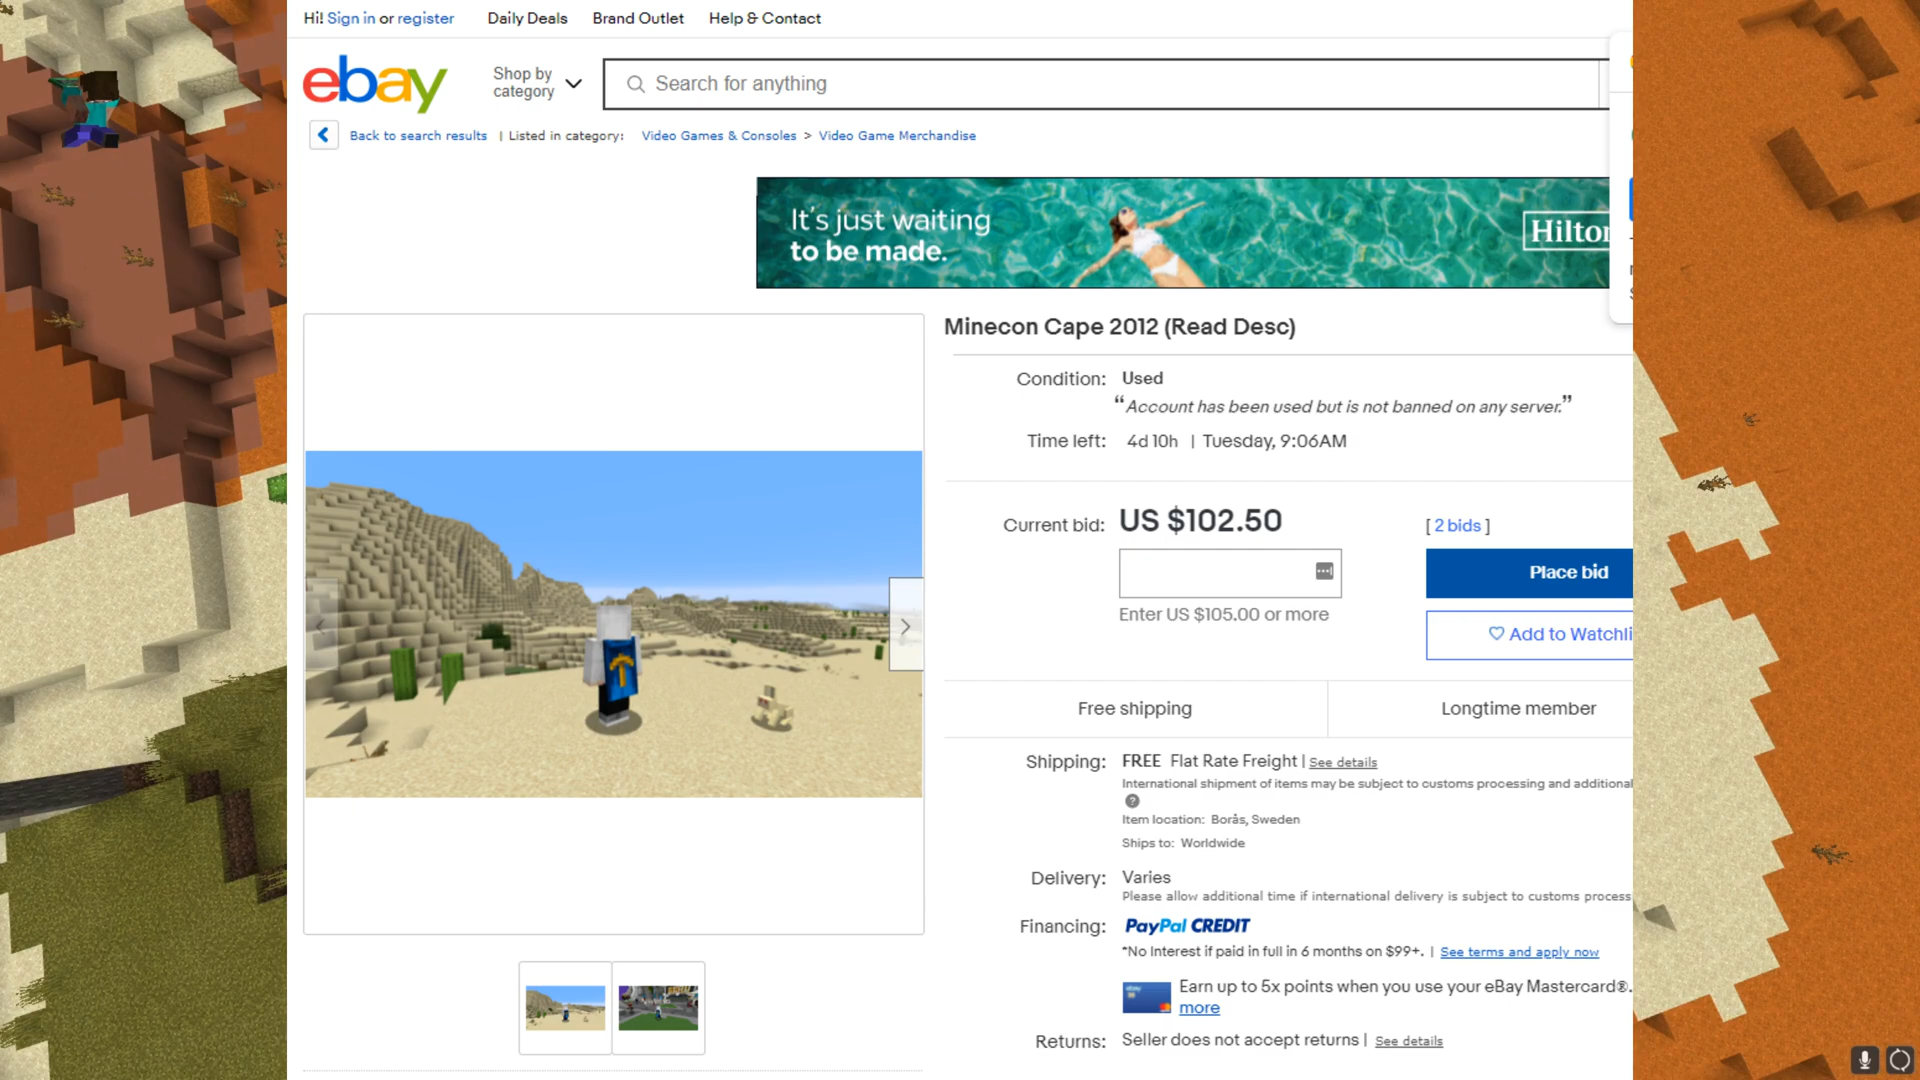 Hi! Sign in or register Daily Deals Brand Outlet Help & Contact
ebay
Shop by category
Search for anything
Back to search results | Listed in category: Video Games & Consoles > Video Game Merchandise
It's just waiting
to be made.
Hilton
Minecon Cape 2012 (Read Desc)
Condition: Used
“Account has been used but is not banned on any server.”
Time left: 4d 10h | Tuesday, 9:06AM
Current bid: US $102.50 [ 2 bids ]
Place bid
Enter US $105.00 or more
Add to Watchli
Free shipping Longtime member
Shipping: FREE Flat Rate Freight | See details
International shipment of items may be subject to customs processing and additional
Item location: Borås, Sweden
Ships to: Worldwide
Delivery: Varies
Please allow additional time if international delivery is subject to customs process
Financing: PayPal CREDIT
*No Interest if paid in full in 6 months on $99+. | See terms and apply now
Earn up to 5x points when you use your eBay Mastercard®.
more
Returns: Seller does not accept returns | See details